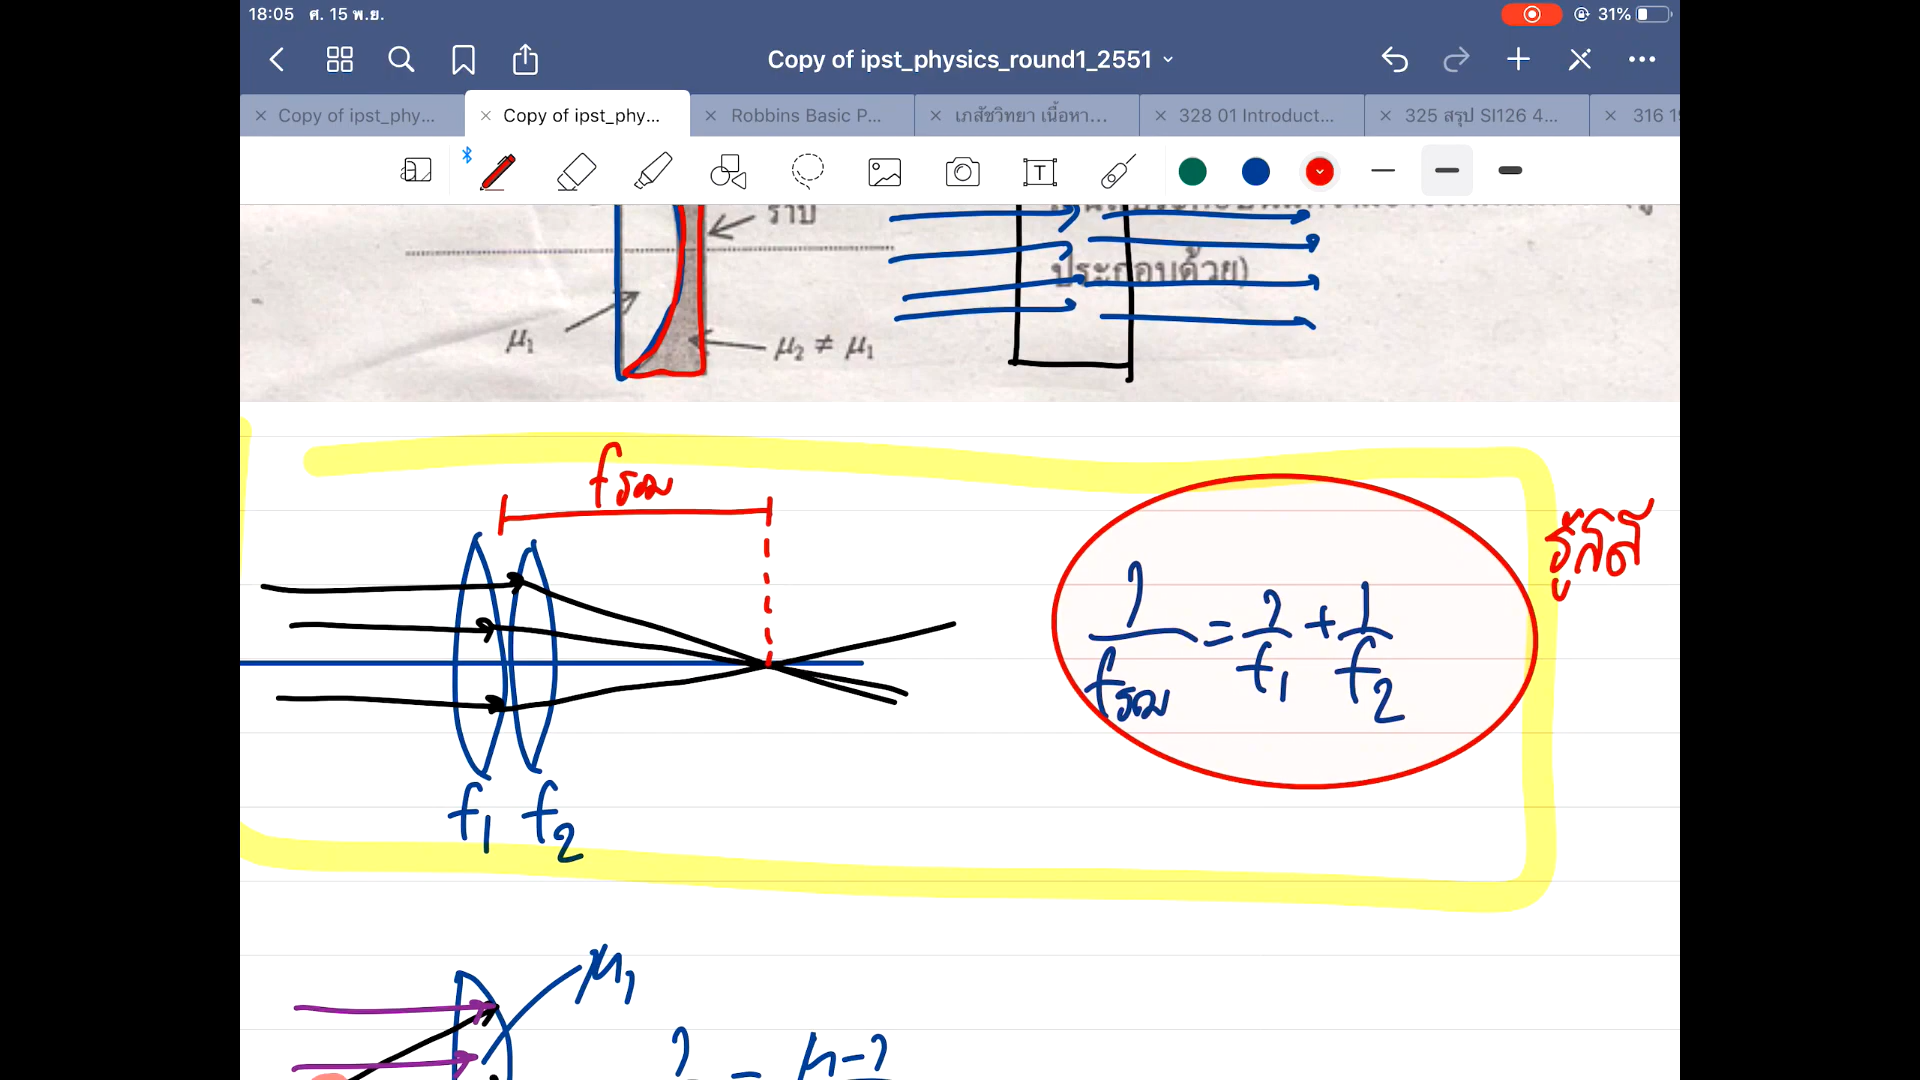 18:05 ศ. 15 พ.ย.
31%
Copy of ipst_physics_round1_2551
Copy of ipst_phy...
Copy of ipst_phy...
Robbins Basic P...
เภสัชวิทยา เนื้อหา...
328 01 Introduct...
325 สรุป SI126 4...
316 19
T
ราบ
ประกอบด้วย)
μ₁
μ₂ ≠ μ₁
fรวม
รู้ก็ดี
1/fรวม = 1/f₁ + 1/f₂
f₁ f₂
μ₁
1 = μ-1